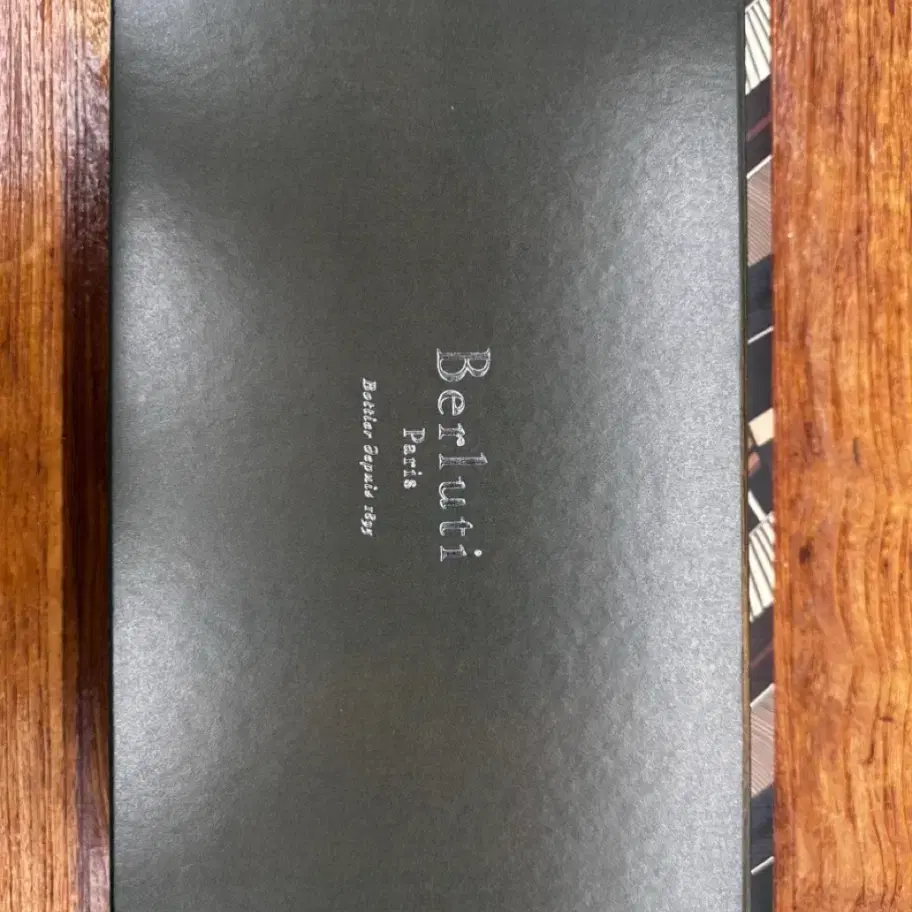 Berluti
Paris
Bottier depuis 1895